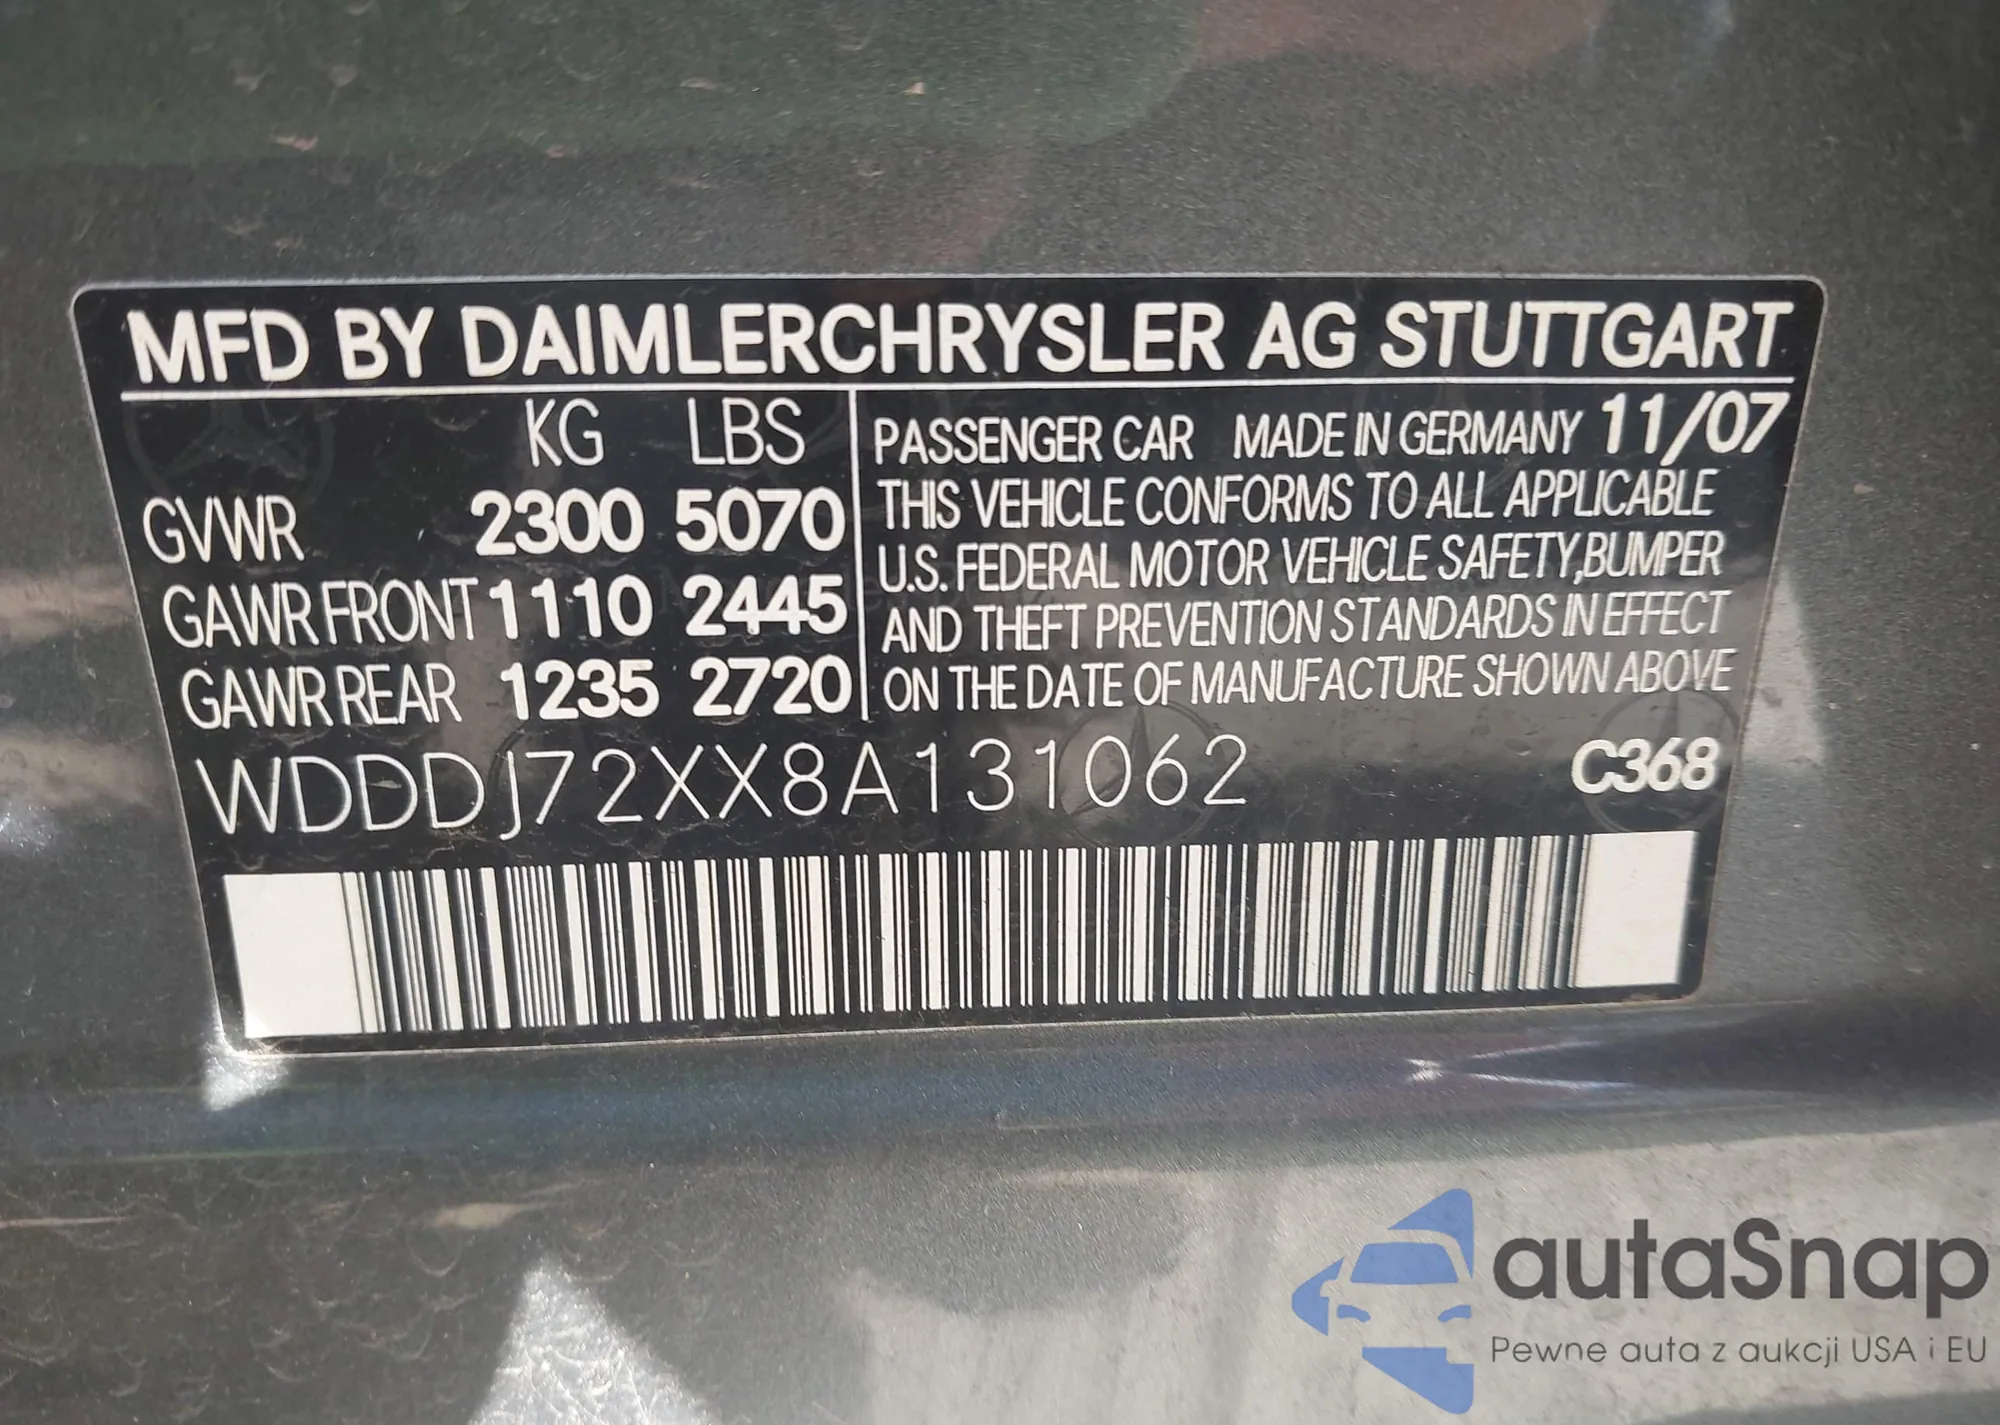 MFD BY DAIMLERCHRYSLER AG STUTTGART
KG LBS
GVWR 2300 5070
GAWR FRONT 1110 2445
GAWR REAR 1235 2720
PASSENGER CAR MADE IN GERMANY 11/07
THIS VEHICLE CONFORMS TO ALL APPLICABLE
U.S. FEDERAL MOTOR VEHICLE SAFETY, BUMPER
AND THEFT PREVENTION STANDARDS IN EFFECT
ON THE DATE OF MANUFACTURE SHOWN ABOVE
WDDDJ72XX8A131062 C368
autaSnap
Pewne auta z aukcji USA i EU